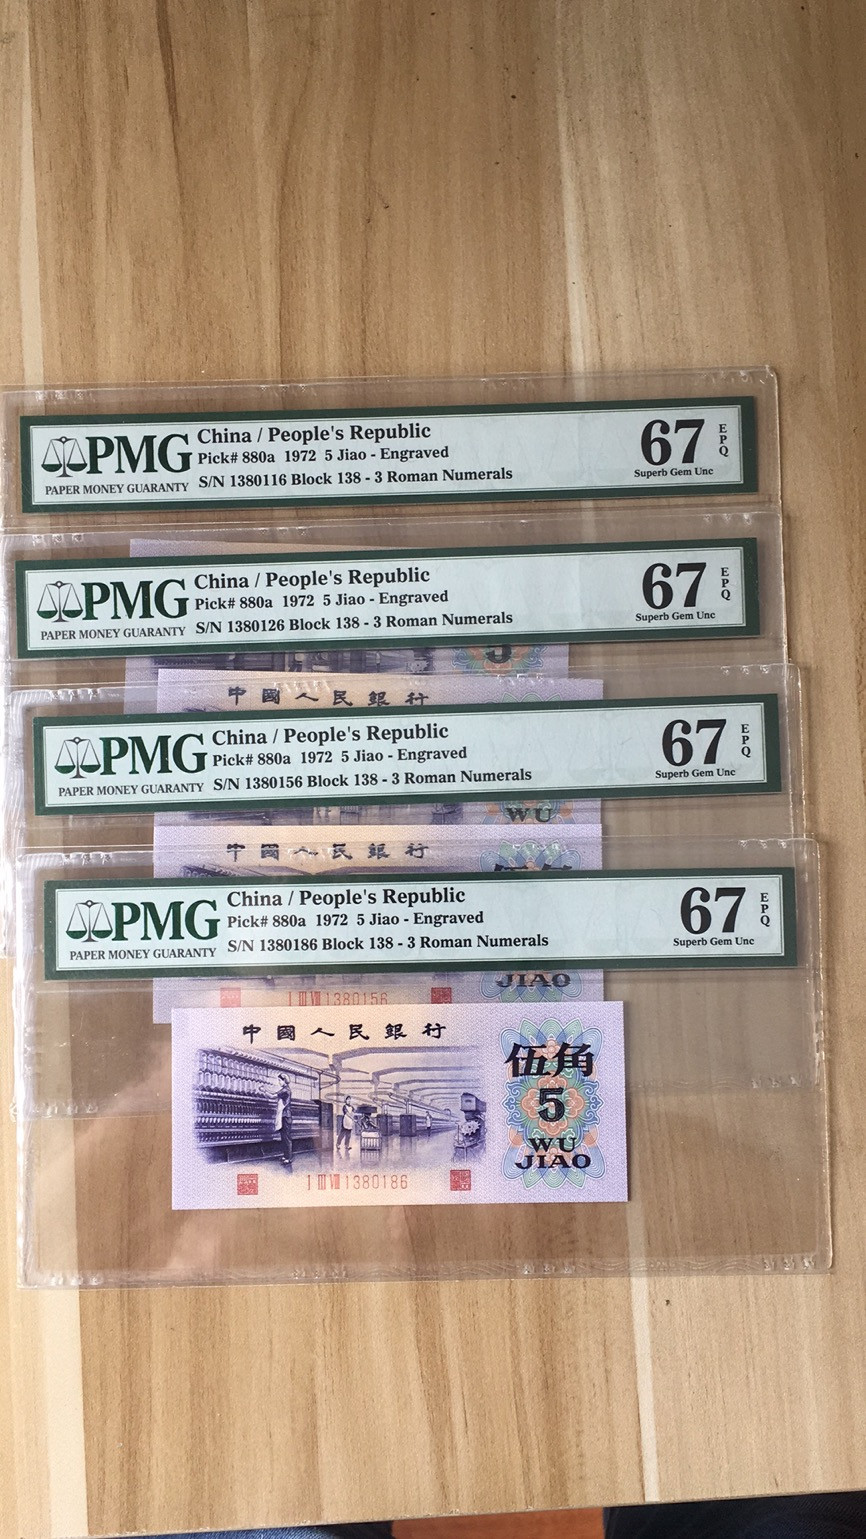 PMG
PAPER MONEY GUARANTY
China / People's Republic
Pick# 880a 1972 5 Jiao - Engraved
S/N 1380116 Block 138 - 3 Roman Numerals
67
EPQ
Superb Gem Unc
PMG
PAPER MONEY GUARANTY
China / People's Republic
Pick# 880a 1972 5 Jiao - Engraved
S/N 1380126 Block 138 - 3 Roman Numerals
67
EPQ
Superb Gem Unc
5
中國人民銀行
PMG
PAPER MONEY GUARANTY
China / People's Republic
Pick# 880a 1972 5 Jiao - Engraved
S/N 1380156 Block 138 - 3 Roman Numerals
67
EPQ
Superb Gem Unc
WU
中國人民銀行
PMG
PAPER MONEY GUARANTY
China / People's Republic
Pick# 880a 1972 5 Jiao - Engraved
S/N 1380186 Block 138 - 3 Roman Numerals
67
EPQ
Superb Gem Unc
JIAO
I III VIII 1380156
中國人民銀行
伍角
5
WU
JIAO
I III VIII 1380186